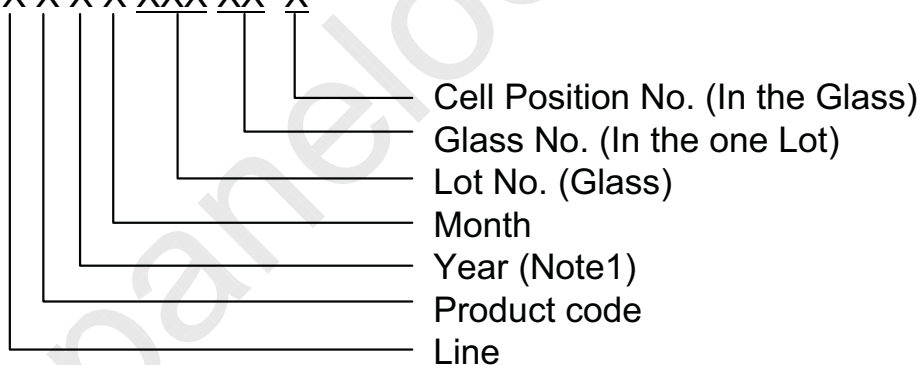 X X X X XXX XX X
Cell Position No. (In the Glass)
Glass No. (In the one Lot)
Lot No. (Glass)
Month
Year (Note1)
Product code
Line